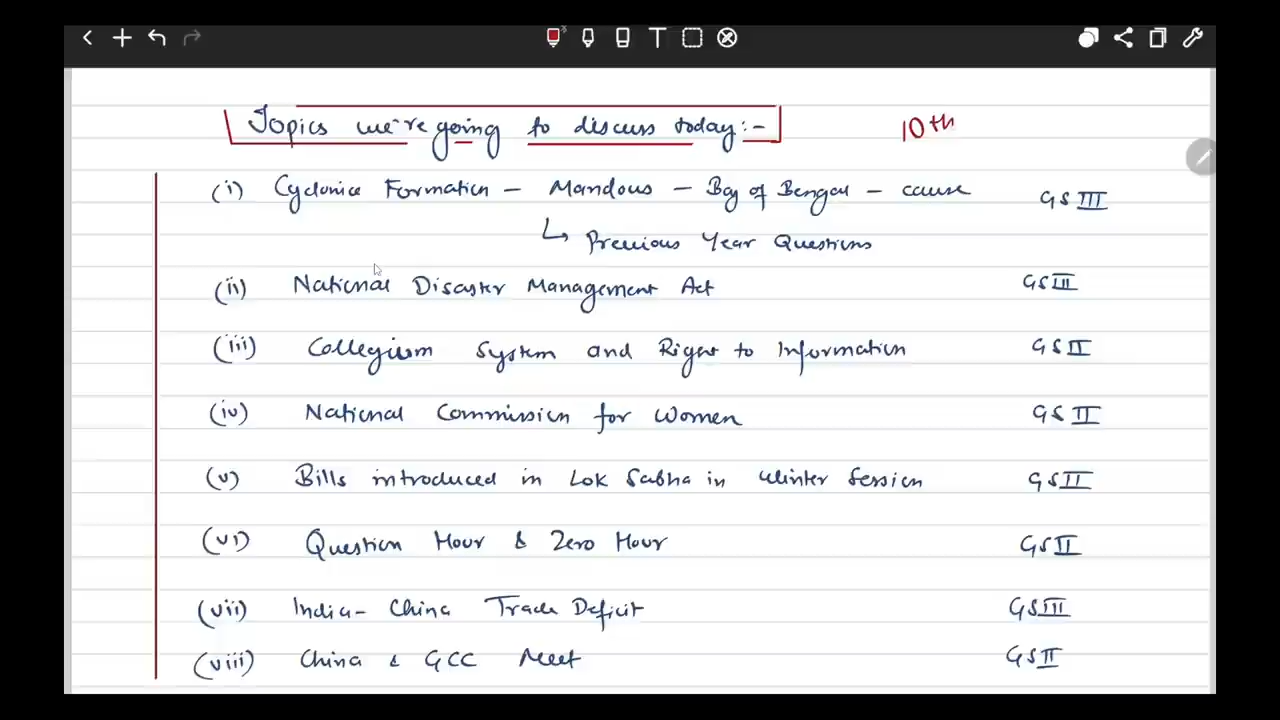 Topics we're going to discuss today:- 10th
(i) Cyclonic Formation - Mandous - Bay of Bengal - cause GS III
↳ Previous Year Questions
(ii) National Disaster Management Act GS III
(iii) Collegium System and Right to Information GS II
(iv) National Commission for Women GS II
(v) Bills introduced in Lok Sabha in Winter Session GS II
(vi) Question Hour & Zero Hour GS II
(vii) India - China Trade Deficit GS III
(viii) China & GCC Meet GS II